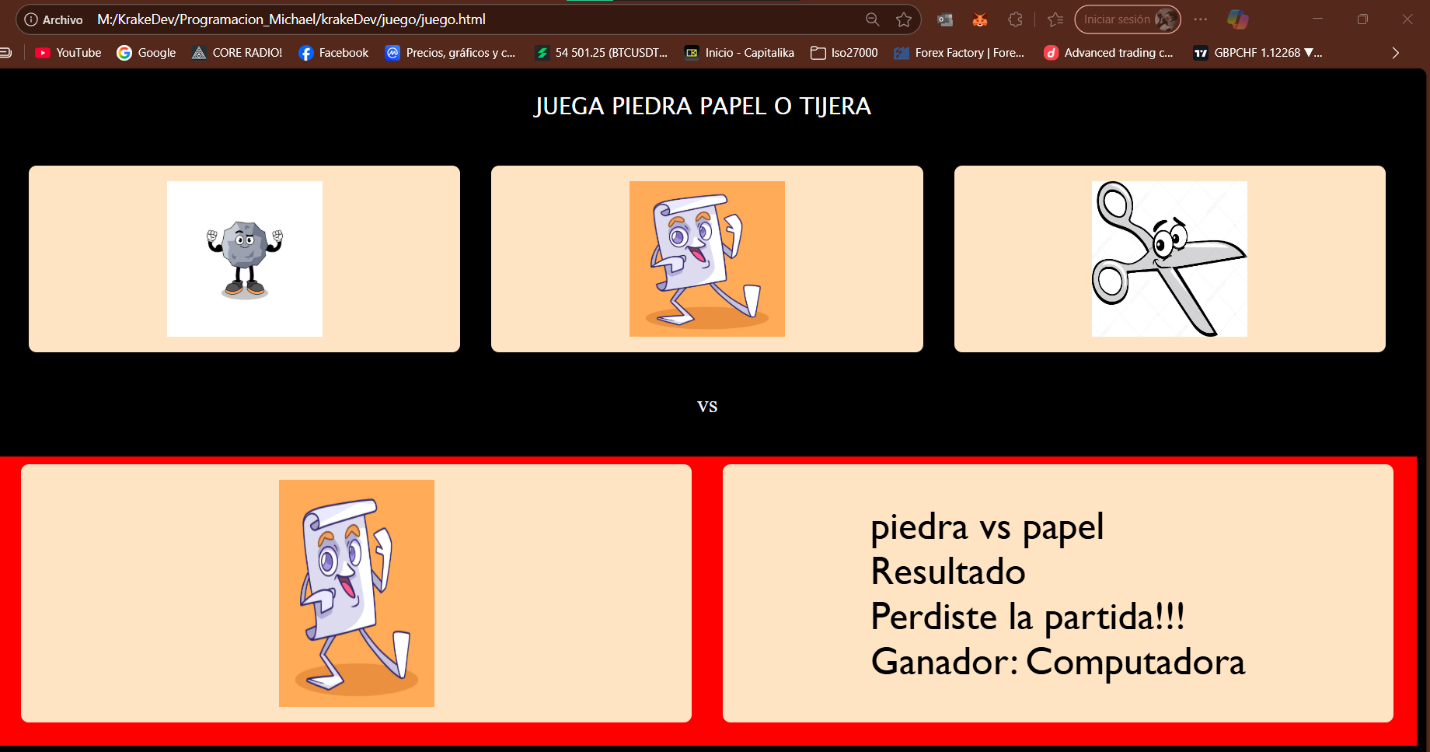 Archivo M:/KrakeDev/Programacion_Michael/krakeDev/juego/juego.html Iniciar sesión
YouTube Google CORE RADIO! Facebook Precios, gráficos y c... 54 501.25 (BTCUSDT... Inicio - Capitalika Iso27000 Forex Factory | Fore... Advanced trading c... GBPCHF 1.12268 ▼...
JUEGA PIEDRA PAPEL O TIJERA
vs
piedra vs papel
Resultado
Perdiste la partida!!!
Ganador: Computadora